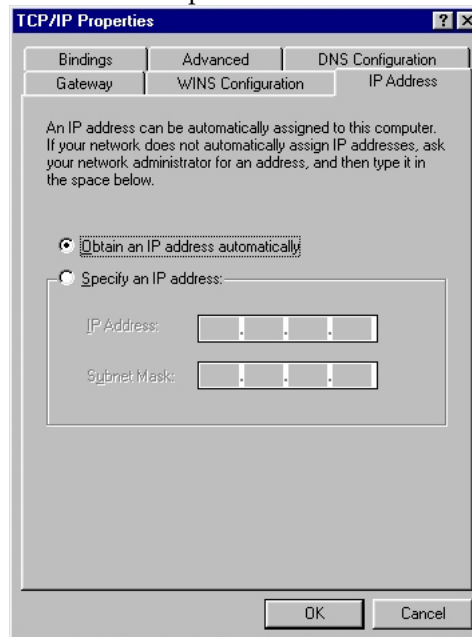 TCP/IP Properties
Bindings Advanced DNS Configuration
Gateway WINS Configuration IP Address
An IP address can be automatically assigned to this computer.
If your network does not automatically assign IP addresses, ask
your network administrator for an address, and then type it in
the space below.
Obtain an IP address automatically
Specify an IP address:
IP Address:
Subnet Mask:
OK Cancel